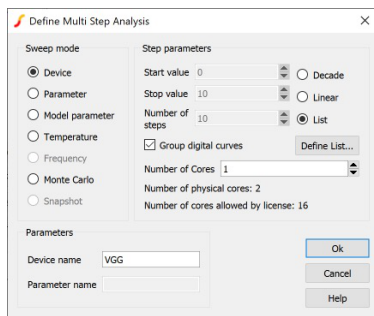 Define Multi Step Analysis
Sweep mode
Device
Parameter
Model parameter
Temperature
Frequency
Monte Carlo
Snapshot
Step parameters
Start value 0
Decade
Stop value 10
Linear
Number of steps 10
List
Group digital curves
Define List...
Number of Cores 1
Number of physical cores: 2
Number of cores allowed by license: 16
Parameters
Device name VGG
Parameter name
Ok
Cancel
Help